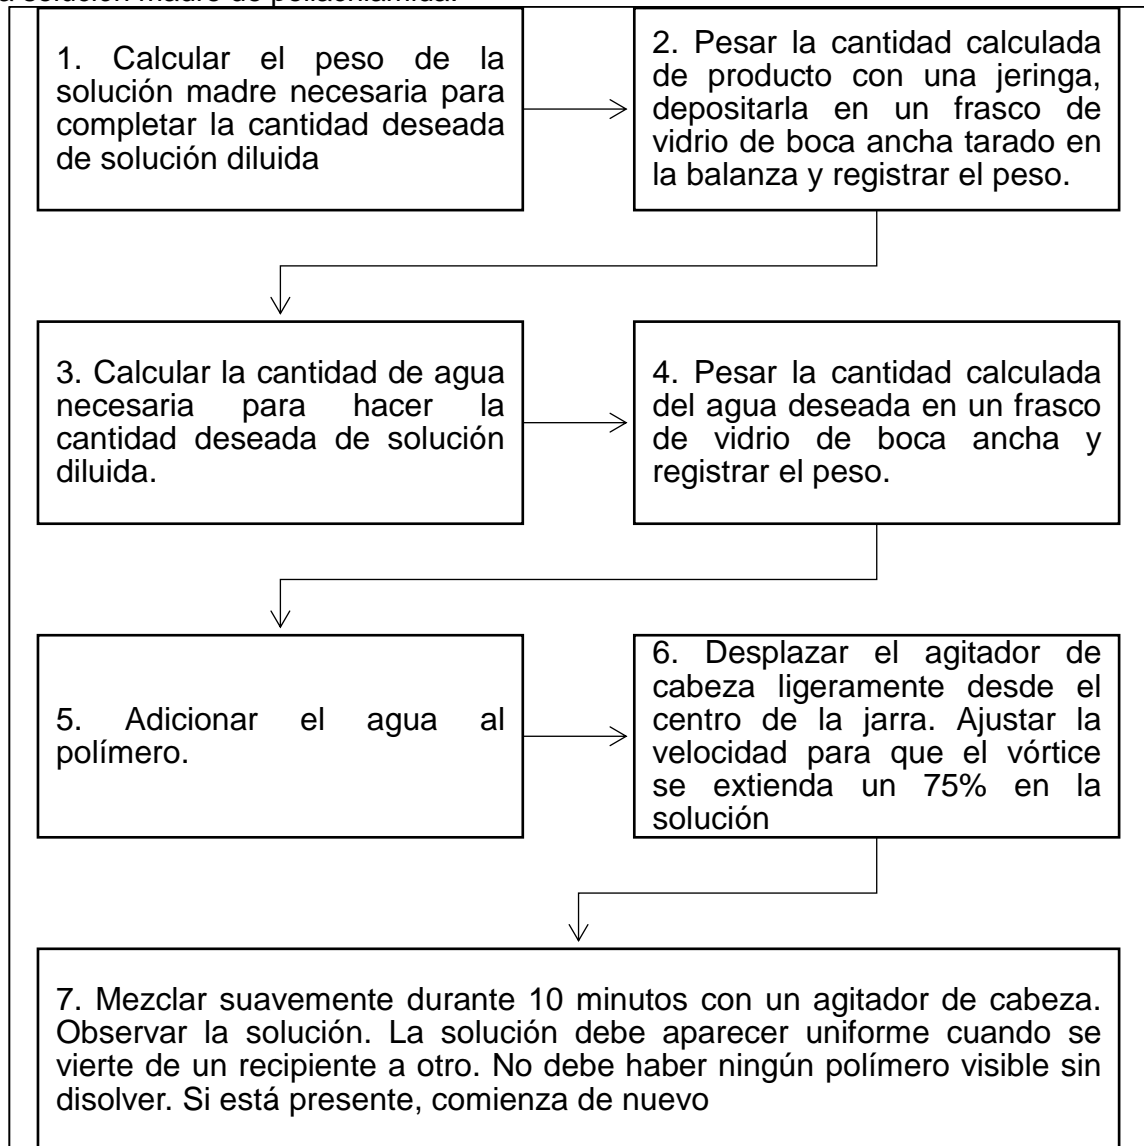 1. Calcular el peso de la
solución madre necesaria para
completar la cantidad deseada
de solución diluida
2. Pesar la cantidad calculada
de producto con una jeringa,
depositarla en un frasco de
vidrio de boca ancha tarado en
la balanza y registrar el peso.
3. Calcular la cantidad de agua
necesaria para hacer la
cantidad deseada de solución
diluida.
4. Pesar la cantidad calculada
del agua deseada en un frasco
de vidrio de boca ancha y
registrar el peso.
5. Adicionar el agua al
polímero.
6. Desplazar el agitador de
cabeza ligeramente desde el
centro de la jarra. Ajustar la
velocidad para que el vórtice
se extienda un 75% en la
solución
7. Mezclar suavemente durante 10 minutos con un agitador de cabeza.
Observar la solución. La solución debe aparecer uniforme cuando se
vierte de un recipiente a otro. No debe haber ningún polímero visible sin
disolver. Si está presente, comienza de nuevo